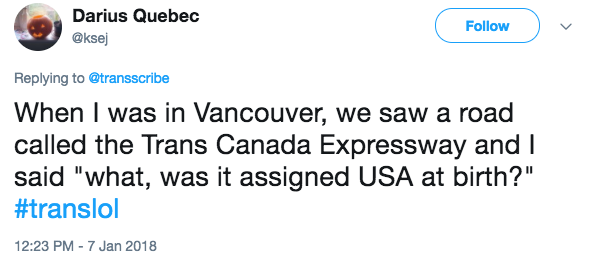 Darius Quebec
@ksej
Follow
Replying to @transscribe
When I was in Vancouver, we saw a road
called the Trans Canada Expressway and I
said "what, was it assigned USA at birth?"
#translol
12:23 PM - 7 Jan 2018